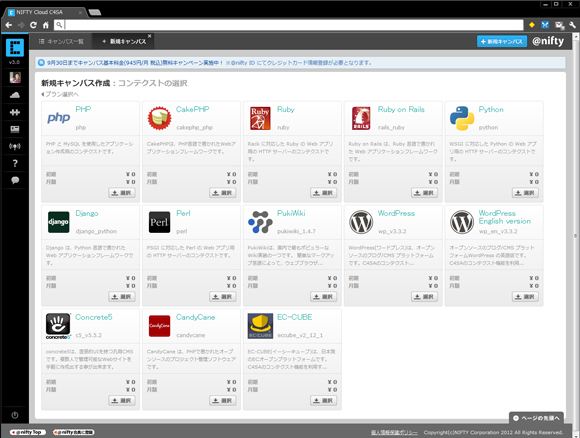 NIFTY Cloud C4SA
キャンバス一覧
+ 新規キャンバス
+ 新規キャンバス
@nifty
v3.0
9月30日までキャンバス基本料金(945円/月 税込)無料キャンペーン実施中！ ※@nifty ID にてクレジットカード情報登録が必要となります。
新規キャンバス作成：コンテクストの選択
プラン選択へ
PHP
php
PHP と MySQL を使用したアプリケーション作成用のコンテクストです。
初期 ¥ 0
月額 ¥ 0
選択
CakePHP
cakephp_php
CakePHPは、PHP言語で書かれたWebアプリケーションフレームワークです。
初期 ¥ 0
月額 ¥ 0
選択
Ruby
ruby
Rack に対応した Ruby の Web アプリ用の HTTP サーバーのコンテクストです。
初期 ¥ 0
月額 ¥ 0
選択
Ruby on Rails
rails_ruby
Ruby on Rails は、Ruby で書かれた Web アプリケーションフレームワークです。
初期 ¥ 0
月額 ¥ 0
選択
Python
python
WSGI に対応した Python の Web アプリ用の HTTP サーバーのコンテクストです。
初期 ¥ 0
月額 ¥ 0
選択
Django
django_python
Django は、Python 言語で書かれた Web アプリケーションフレームワークです。
初期 ¥ 0
月額 ¥ 0
選択
Perl
perl
PSGI に対応した Perl の Web アプリ用の HTTP サーバーのコンテクストです。
初期 ¥ 0
月額 ¥ 0
選択
PukiWiki
pukiwiki_1.4.7
PukiWikiは、国内で最もポピュラーなWiki実装の一つです。 簡単なマークアップ言語によって、ウェブブラウザ...
初期 ¥ 0
月額 ¥ 0
選択
WordPress
wp_v3.3.2
WordPress(ワードプレス)は、オープンソースのブログ/CMS プラットフォームです。 C4SAのコンテクスト...
初期 ¥ 0
月額 ¥ 0
選択
WordPress English version
wp_en_v3.3.2
オープンソースのブログ/CMS プラットフォームWordPress の英語版です。C4SAのコンテクスト機能を利用...
初期 ¥ 0
月額 ¥ 0
選択
Concrete5
c5_v5.5.2
concrete5は、直感的UIを持つ汎用CMSです。複数人で管理可能なWebサイトを手軽に作成出来る事が出来ます。
初期 ¥ 0
月額 ¥ 0
選択
CandyCane
candycane
CandyCane は、PHPで書かれたオープンソースのプロジェクト管理ソフトウェアです。
初期 ¥ 0
月額 ¥ 0
選択
EC-CUBE
eccube_v2_12_1
EC-CUBE(イーシーキューブ)は、日本発のECオープンプラットフォームです。C4SAのコンテクスト機能を利用す...
初期 ¥ 0
月額 ¥ 0
選択
ページの先頭へ
@nifty Top
@nifty会員に登録
個人情報保護ポリシー
Copyright(c)NIFTY Corporation 2012 All Rights Reserved.